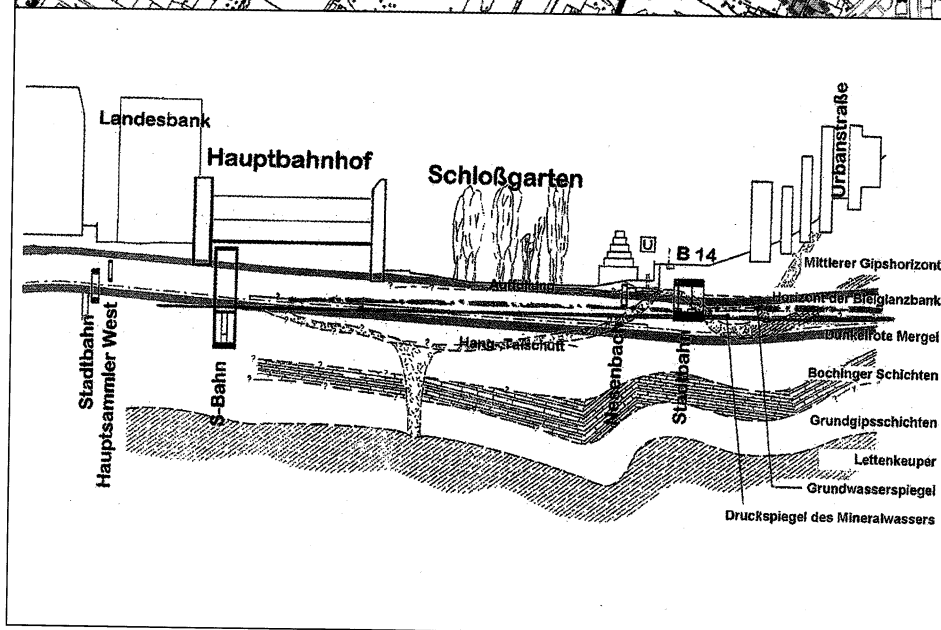 Landesbank
Hauptbahnhof
Schloßgarten
Urbanstraße
U
B 14
Mittlerer Gipshorizont
Auffüllung
Horizont der Bleiglanzbank
Dunkelrote Mergel
Hang-Talschutt
Bochinger Schichten
Stadtbahn
Hauptsammler West
S-Bahn
Nesenbach
Stadtbahn
Grundgipsschichten
Lettenkeuper
Grundwasserspiegel
Druckspiegel des Mineralwassers
? ? ? ? ? ? ?